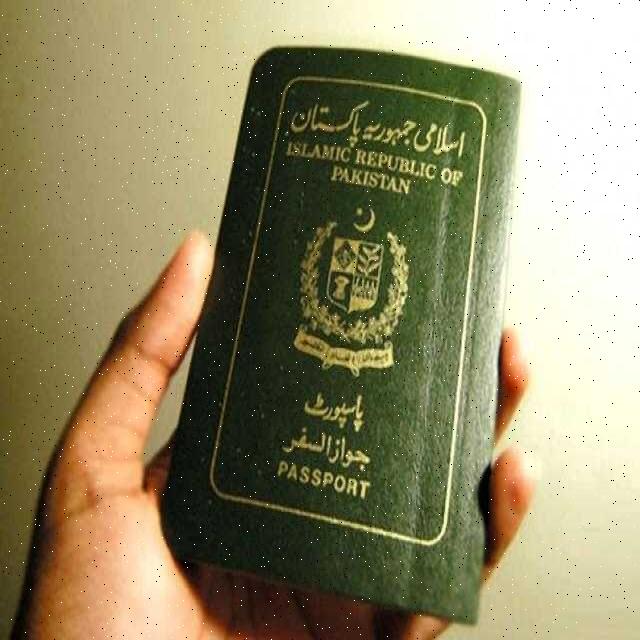 اسلامی جمہوریہ پاکستان
ISLAMIC REPUBLIC OF
PAKISTAN
پاسپورٹ
جواز السفر
PASSPORT